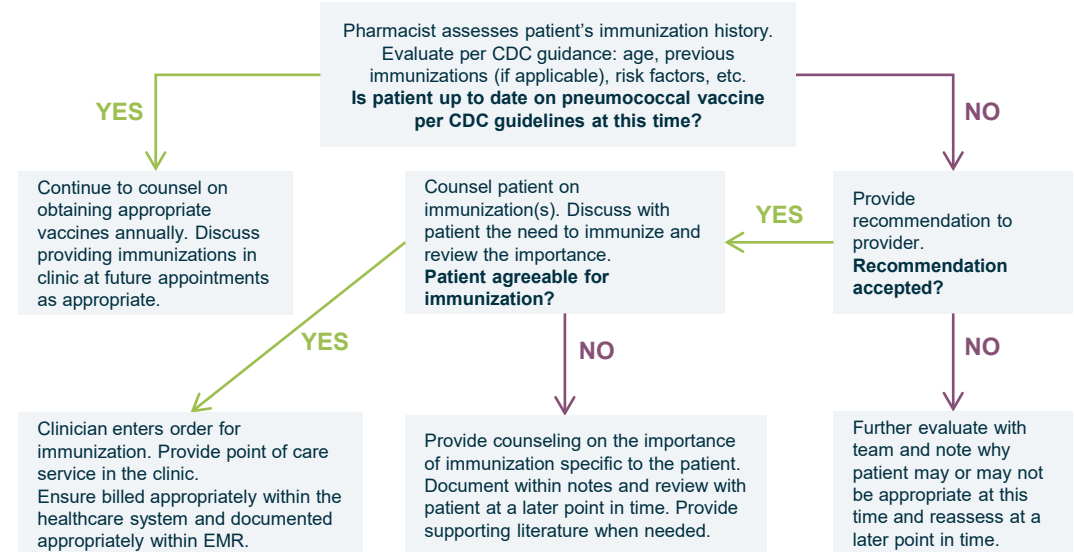 Pharmacist assesses patient’s immunization history.
Evaluate per CDC guidance: age, previous
immunizations (if applicable), risk factors, etc.
Is patient up to date on pneumococcal vaccine
per CDC guidelines at this time?
YES
NO
Continue to counsel on
obtaining appropriate
vaccines annually. Discuss
providing immunizations in
clinic at future appointments
as appropriate.
Counsel patient on
immunization(s). Discuss with
patient the need to immunize and
review the importance.
Patient agreeable for
immunization?
YES
Provide
recommendation to
provider.
Recommendation
accepted?
YES
NO
NO
Clinician enters order for
immunization. Provide point of care
service in the clinic.
Ensure billed appropriately within the
healthcare system and documented
appropriately within EMR.
Provide counseling on the importance
of immunization specific to the patient.
Document within notes and review with
patient at a later point in time. Provide
supporting literature when needed.
Further evaluate with
team and note why
patient may or may not
be appropriate at this
time and reassess at a
later point in time.